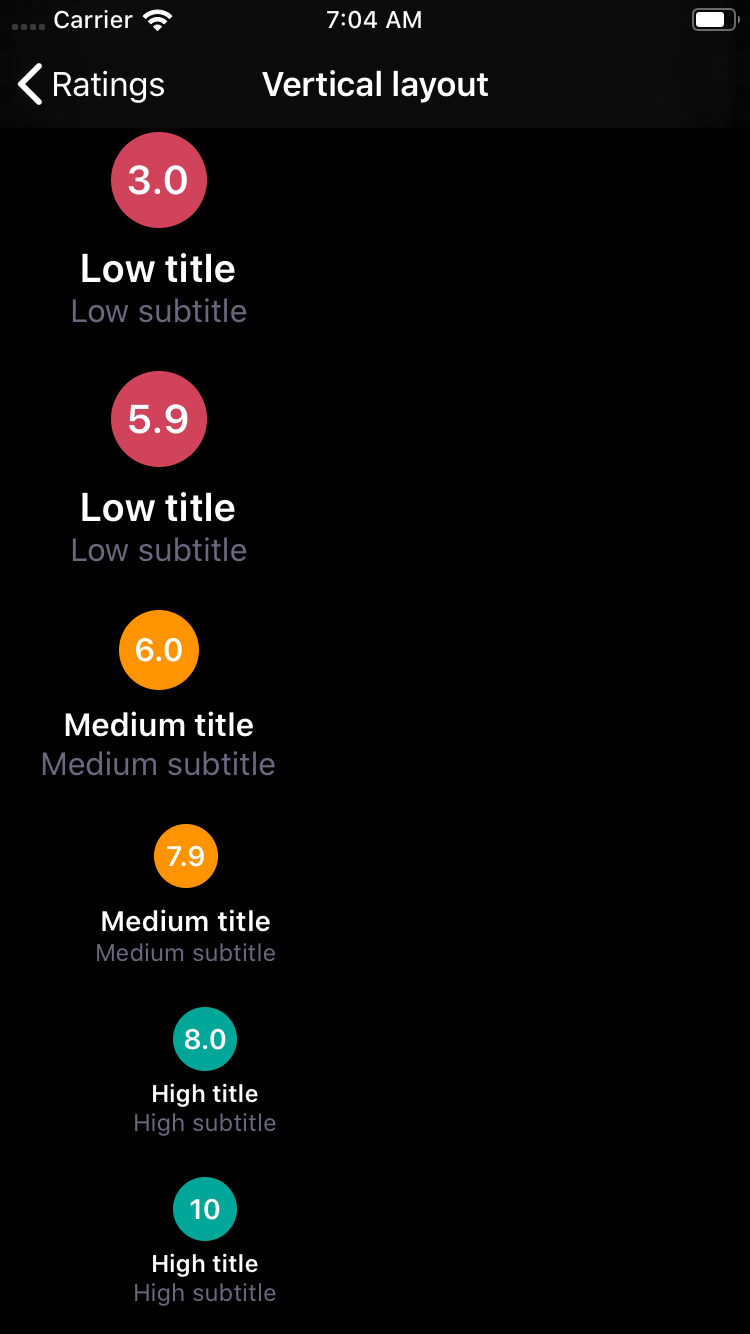 Carrier 7:04 AM
Ratings Vertical layout
3.0
Low title
Low subtitle
5.9
Low title
Low subtitle
6.0
Medium title
Medium subtitle
7.9
Medium title
Medium subtitle
8.0
High title
High subtitle
10
High title
High subtitle